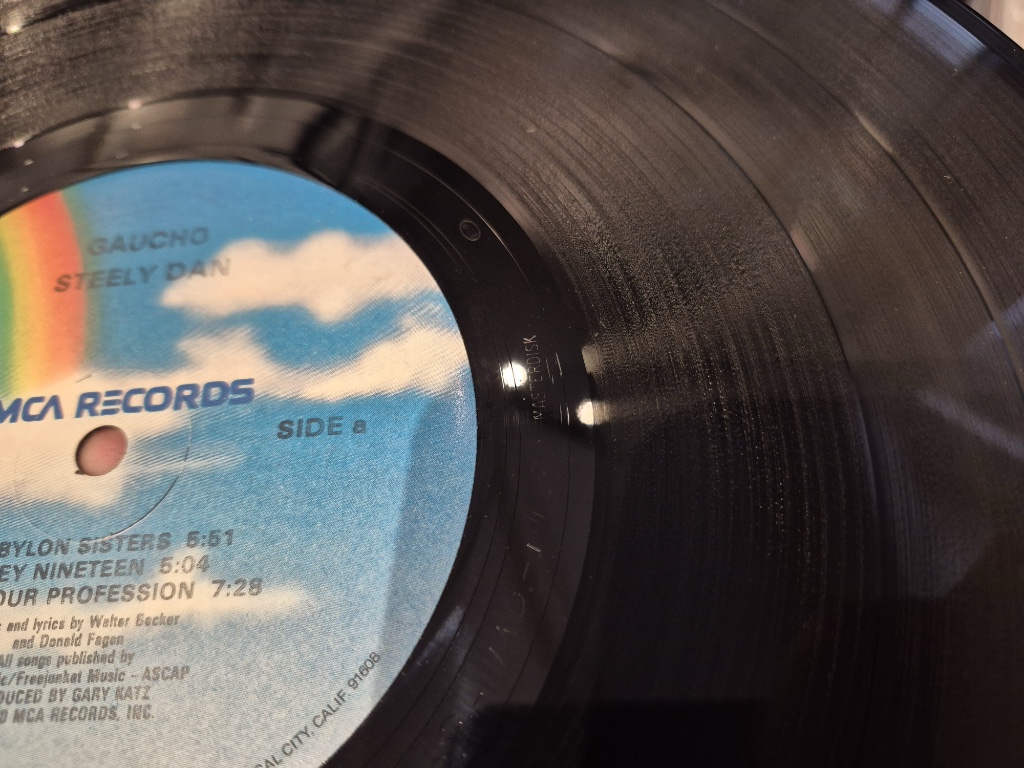 GAUCHO
STEELY DAN
MCA RECORDS
SIDE a
BYLON SISTERS 5:51
EY NINETEEN 5:04
OUR PROFESSION 7:28
and lyrics by Walter Becker
and Donald Fagen
All songs published by
c/Freejunket Music - ASCAP
DUCED BY GARY KATZ
MCA RECORDS, INC.
SAL CITY, CALIF. 91608
MASTERDISK